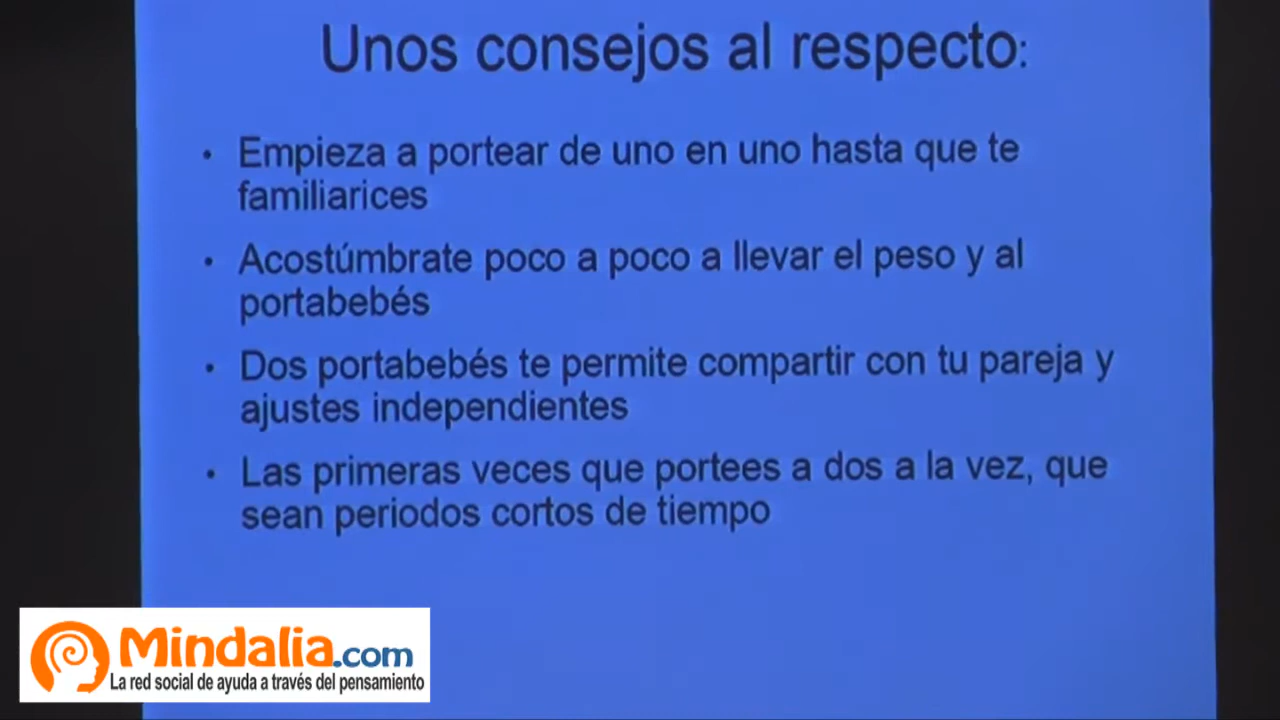 Unos consejos al respecto:
• Empieza a portear de uno en uno hasta que te
familiarices
• Acostúmbrate poco a poco a llevar el peso y al
portabebés
• Dos portabebés te permite compartir con tu pareja y
ajustes independientes
• Las primeras veces que portees a dos a la vez, que
sean periodos cortos de tiempo
Mindalia.com
La red social de ayuda a través del pensamiento